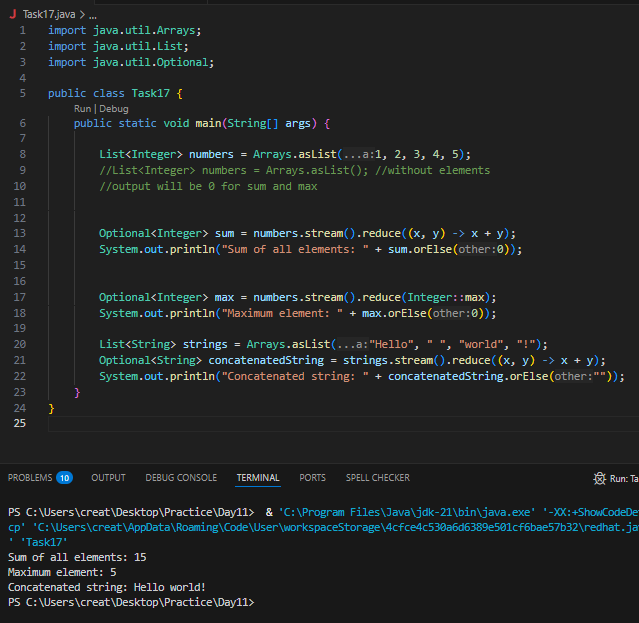 J Task17.java > ...
1 import java.util.Arrays;
2 import java.util.List;
3 import java.util.Optional;
4
5 public class Task17 {
Run | Debug
6 public static void main(String[] args) {
7
8 List<Integer> numbers = Arrays.asList(...a:1, 2, 3, 4, 5);
9 //List<Integer> numbers = Arrays.asList(); //without elements
10 //output will be 0 for sum and max
11
12
13 Optional<Integer> sum = numbers.stream().reduce((x, y) -> x + y);
14 System.out.println("Sum of all elements: " + sum.orElse(other:0));
15
16
17 Optional<Integer> max = numbers.stream().reduce(Integer::max);
18 System.out.println("Maximum element: " + max.orElse(other:0));
19
20 List<String> strings = Arrays.asList(...a:"Hello", " ", "world", "!");
21 Optional<String> concatenatedString = strings.stream().reduce((x, y) -> x + y);
22 System.out.println("Concatenated string: " + concatenatedString.orElse(other:""));
23 }
24 }
25
PROBLEMS 10 OUTPUT DEBUG CONSOLE TERMINAL PORTS SPELL CHECKER Run: Ta
PS C:\Users\creat\Desktop\Practice\Day11> & 'C:\Program Files\Java\jdk-21\bin\java.exe' '-XX:+ShowCodeDe
cp' 'C:\Users\creat\AppData\Roaming\Code\User\workspaceStorage\4cfce4c530a6d6389e501cf6bae57b32\redhat.ja
' 'Task17'
Sum of all elements: 15
Maximum element: 5
Concatenated string: Hello world!
PS C:\Users\creat\Desktop\Practice\Day11>